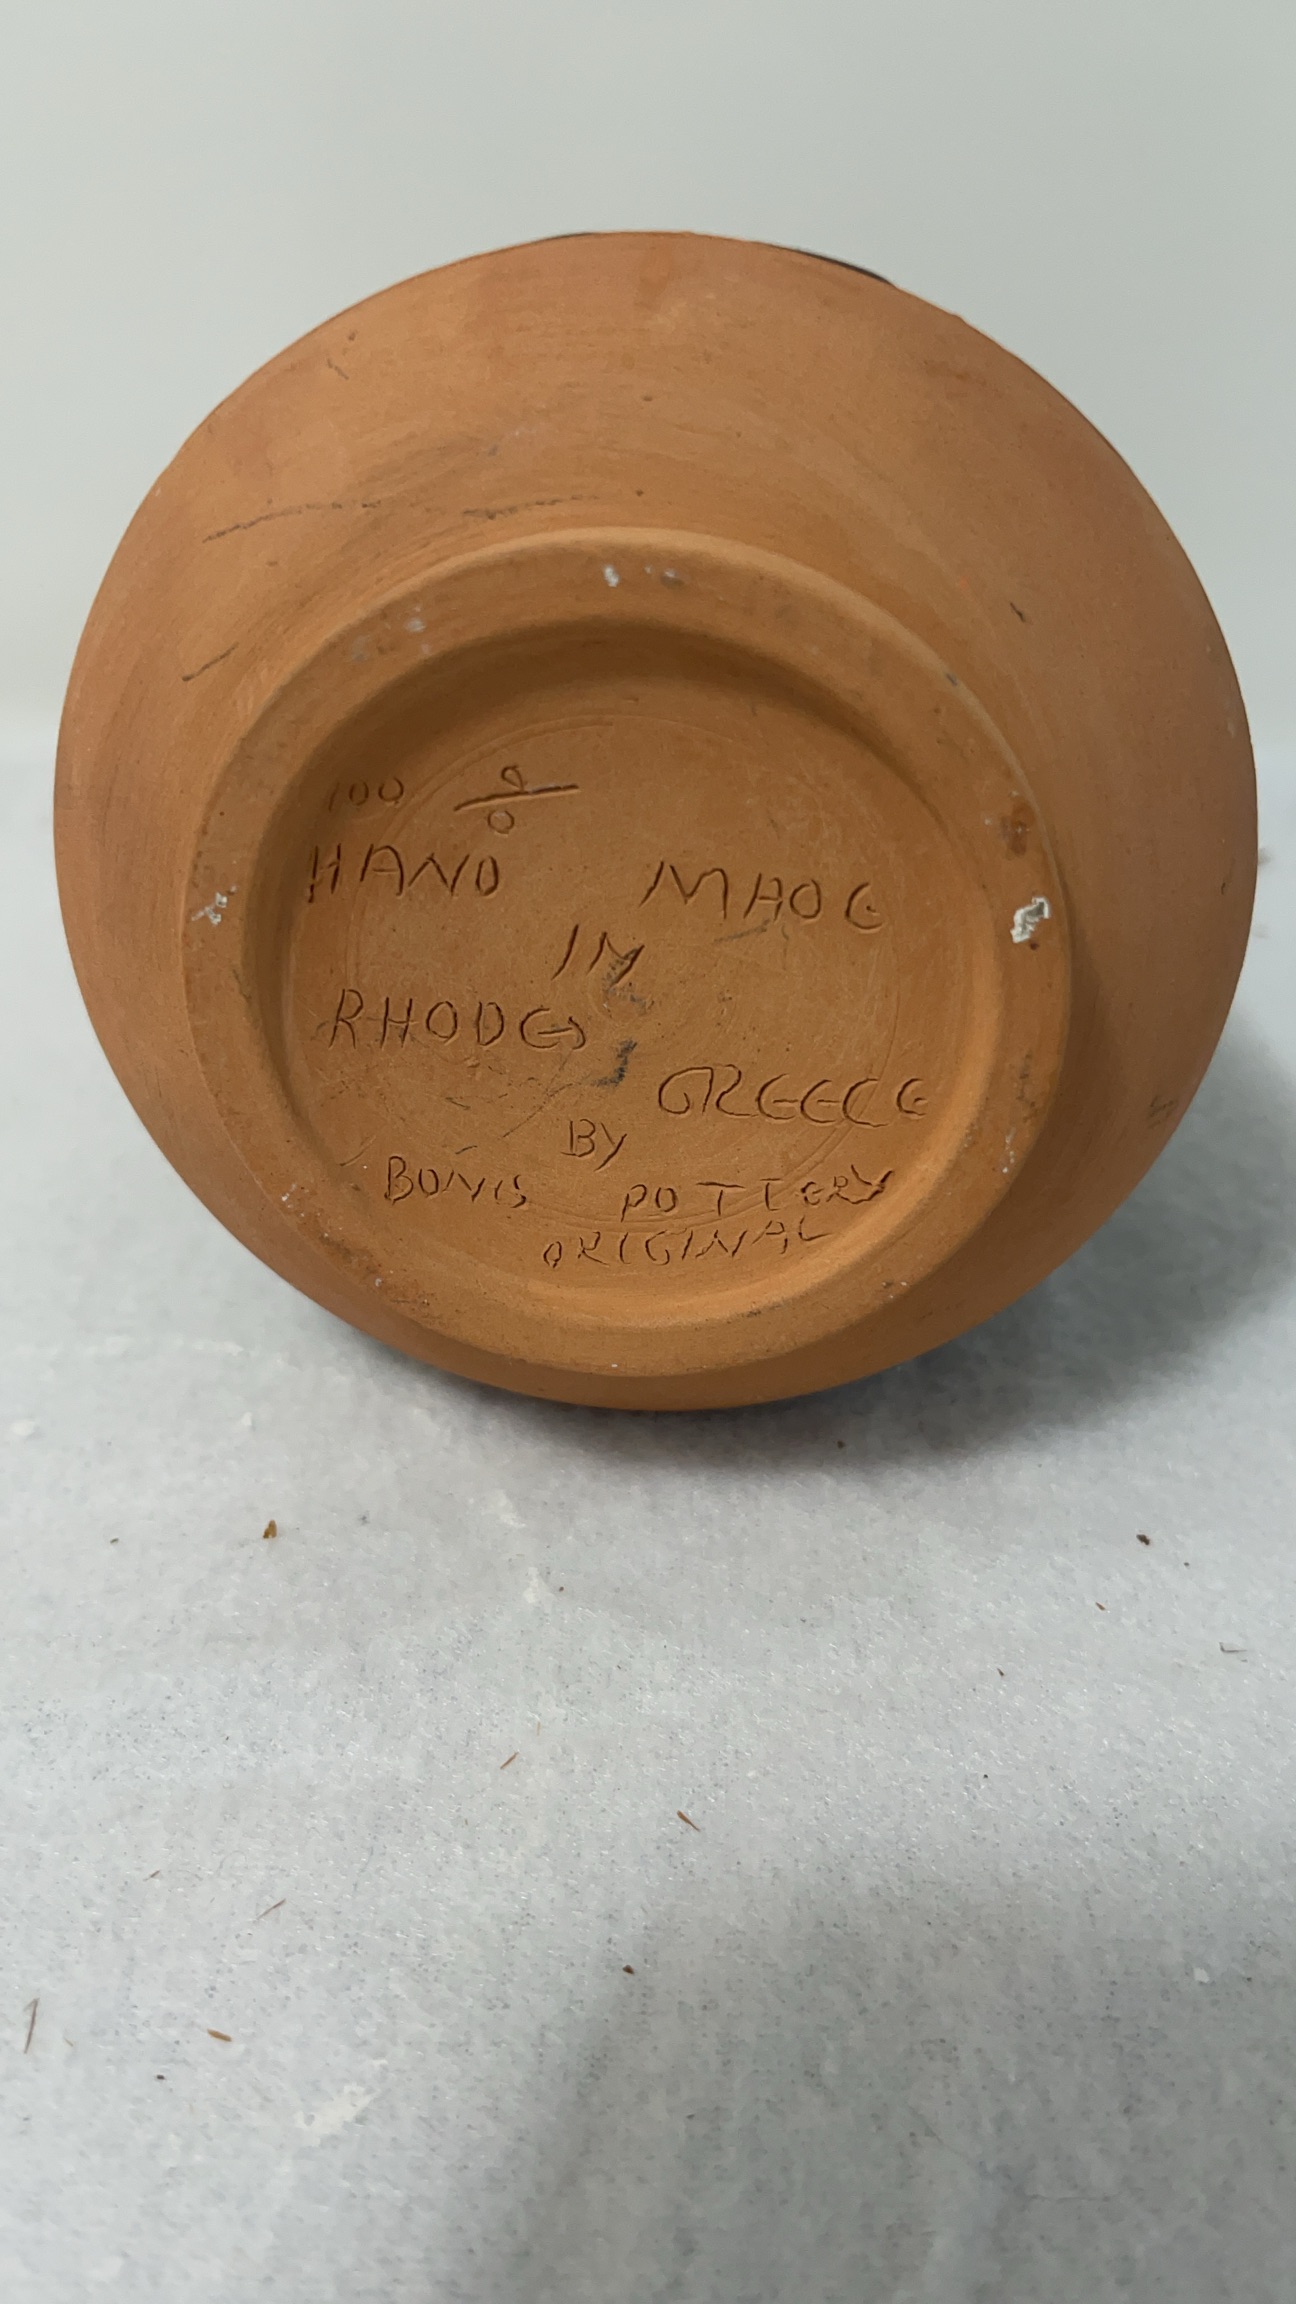 100 %
HAND MADE
IN
RHODES
GREECE
BY
BONIS POTTERY
ORIGINAL